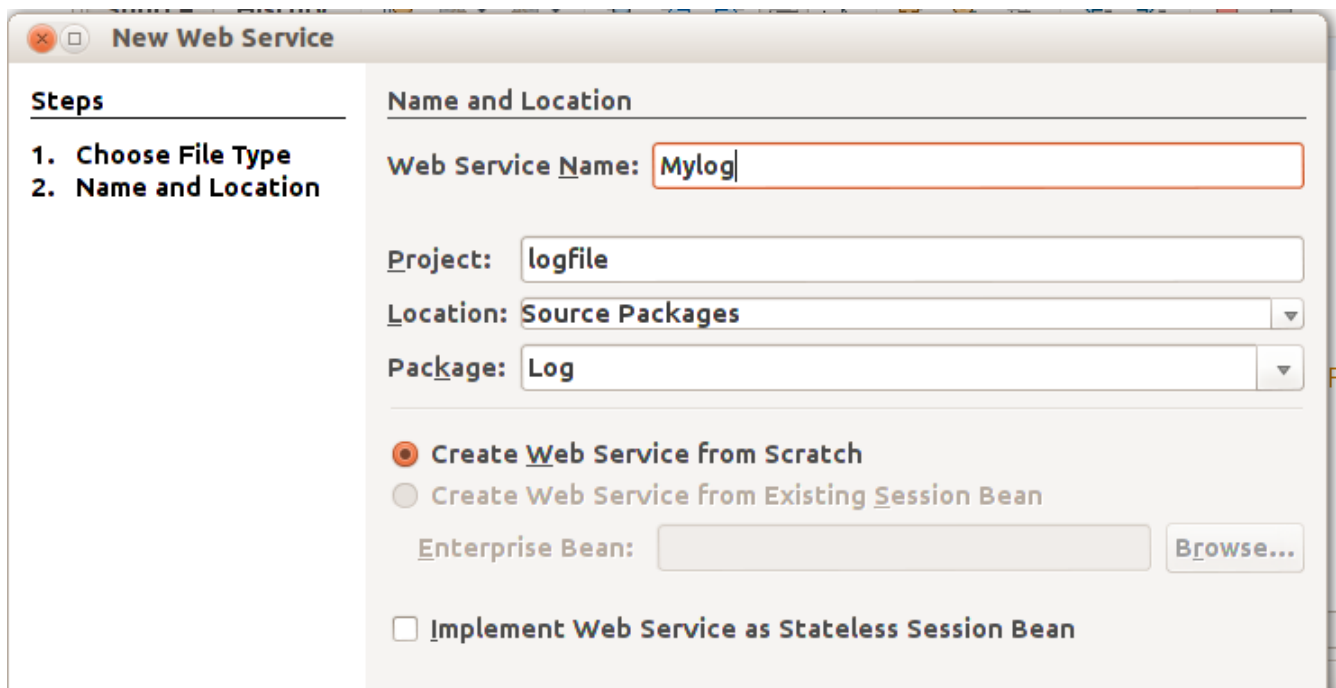 New Web Service
Steps
1. Choose File Type
2. Name and Location
Name and Location
Web Service Name: Mylog
Project: logfile
Location: Source Packages
Package: Log
Create Web Service from Scratch
Create Web Service from Existing Session Bean
Enterprise Bean: Browse...
Implement Web Service as Stateless Session Bean